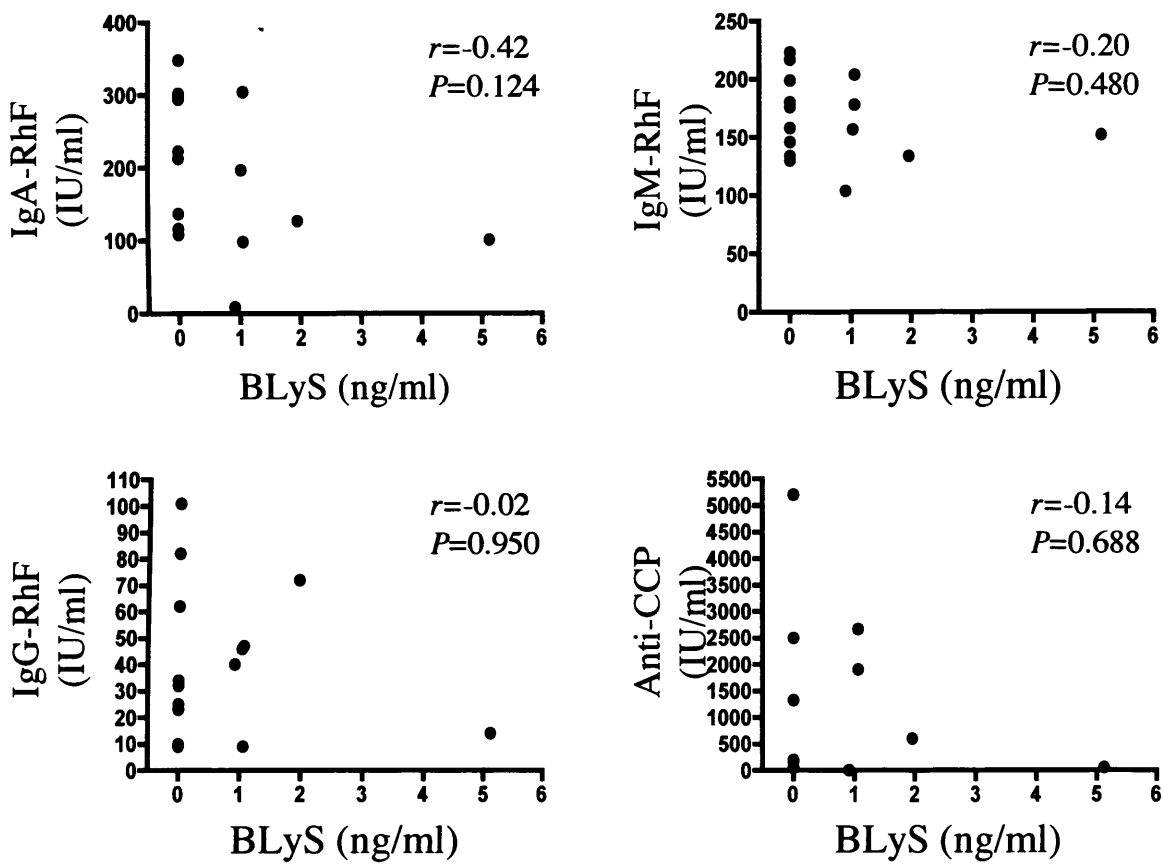 400
300
200
100
0
IgA-RhF
(IU/ml)
r=-0.42
P=0.124
0 1 2 3 4 5 6
BLyS (ng/ml)
250
200
150
100
50
0
IgM-RhF
(IU/ml)
r=-0.20
P=0.480
0 1 2 3 4 5 6
BLyS (ng/ml)
110
100
90
80
70
60
50
40
30
20
10
0
IgG-RhF
(IU/ml)
r=-0.02
P=0.950
0 1 2 3 4 5 6
BLyS (ng/ml)
5500
5000
4500
4000
3500
3000
2500
2000
1500
1000
500
0
Anti-CCP
(IU/ml)
r=-0.14
P=0.688
0 1 2 3 4 5 6
BLyS (ng/ml)